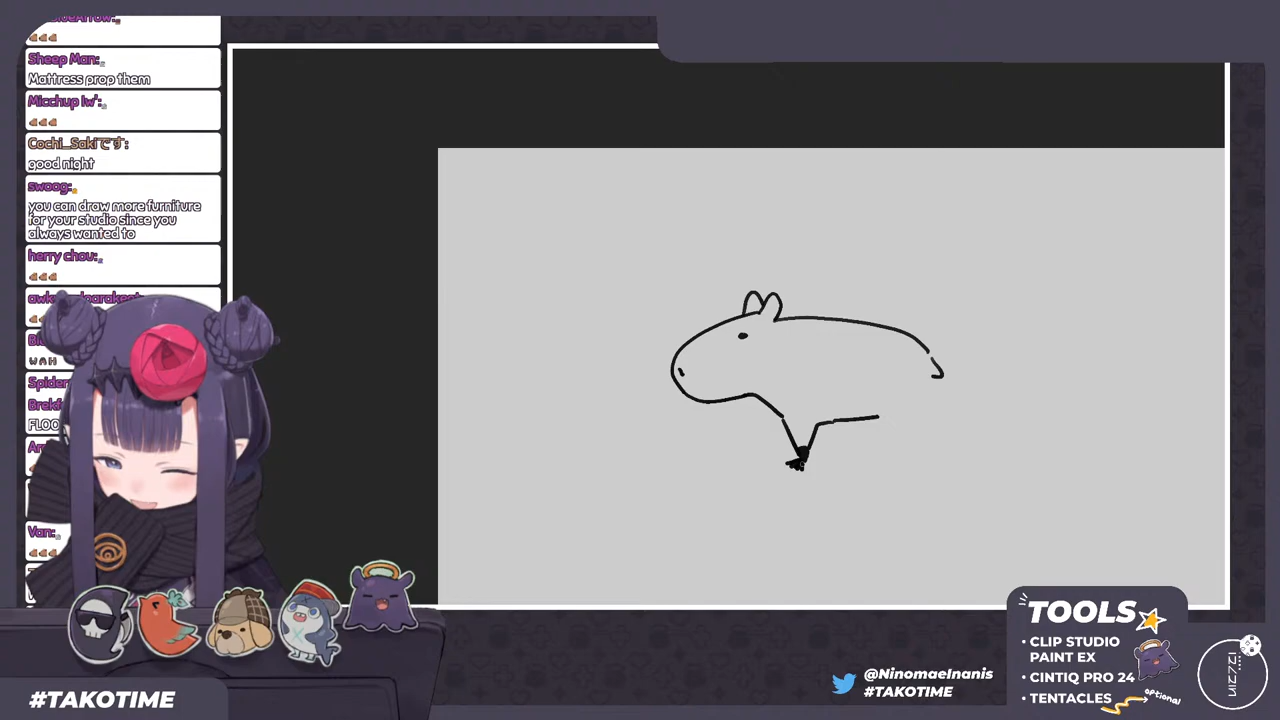 Sheep Man:
Mattress prop them
Micchup lw':
Cochi_Sakiです:
good night
swoog:
you can draw more furniture
for your studio since you
always wanted to
herry chou:
W A H
Spider
Brekf
FLOO
Van:
TOOLS
• CLIP STUDIO
PAINT EX
• CINTIQ PRO 24
• TENTACLES
optional
@NinomaeInanis
#TAKOTIME
#TAKOTIME